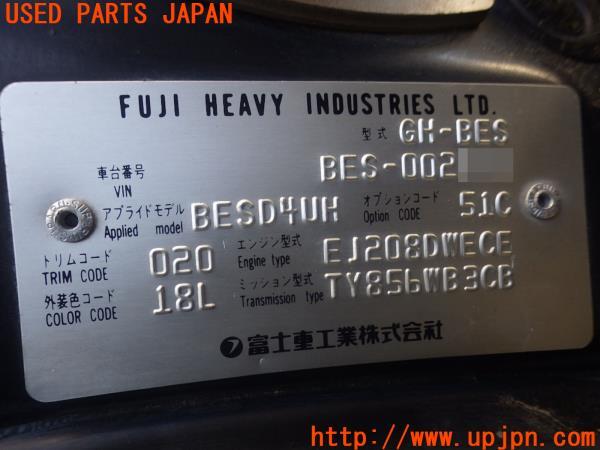 USED PARTS JAPAN
FUJI HEAVY INDUSTRIES LTD.
型式 GH-BES
車台番号 BES-002
VIN
アプライドモデル BESD4UH オプションコード 51C
Applied model Option CODE
トリムコード 020 エンジン型式 EJ208DWECE
TRIM CODE Engine type
外装色コード 18L ミッション型式 TY856WB3CB
COLOR CODE Transmission type
富士重工業株式会社
http://www.upjpn.com/